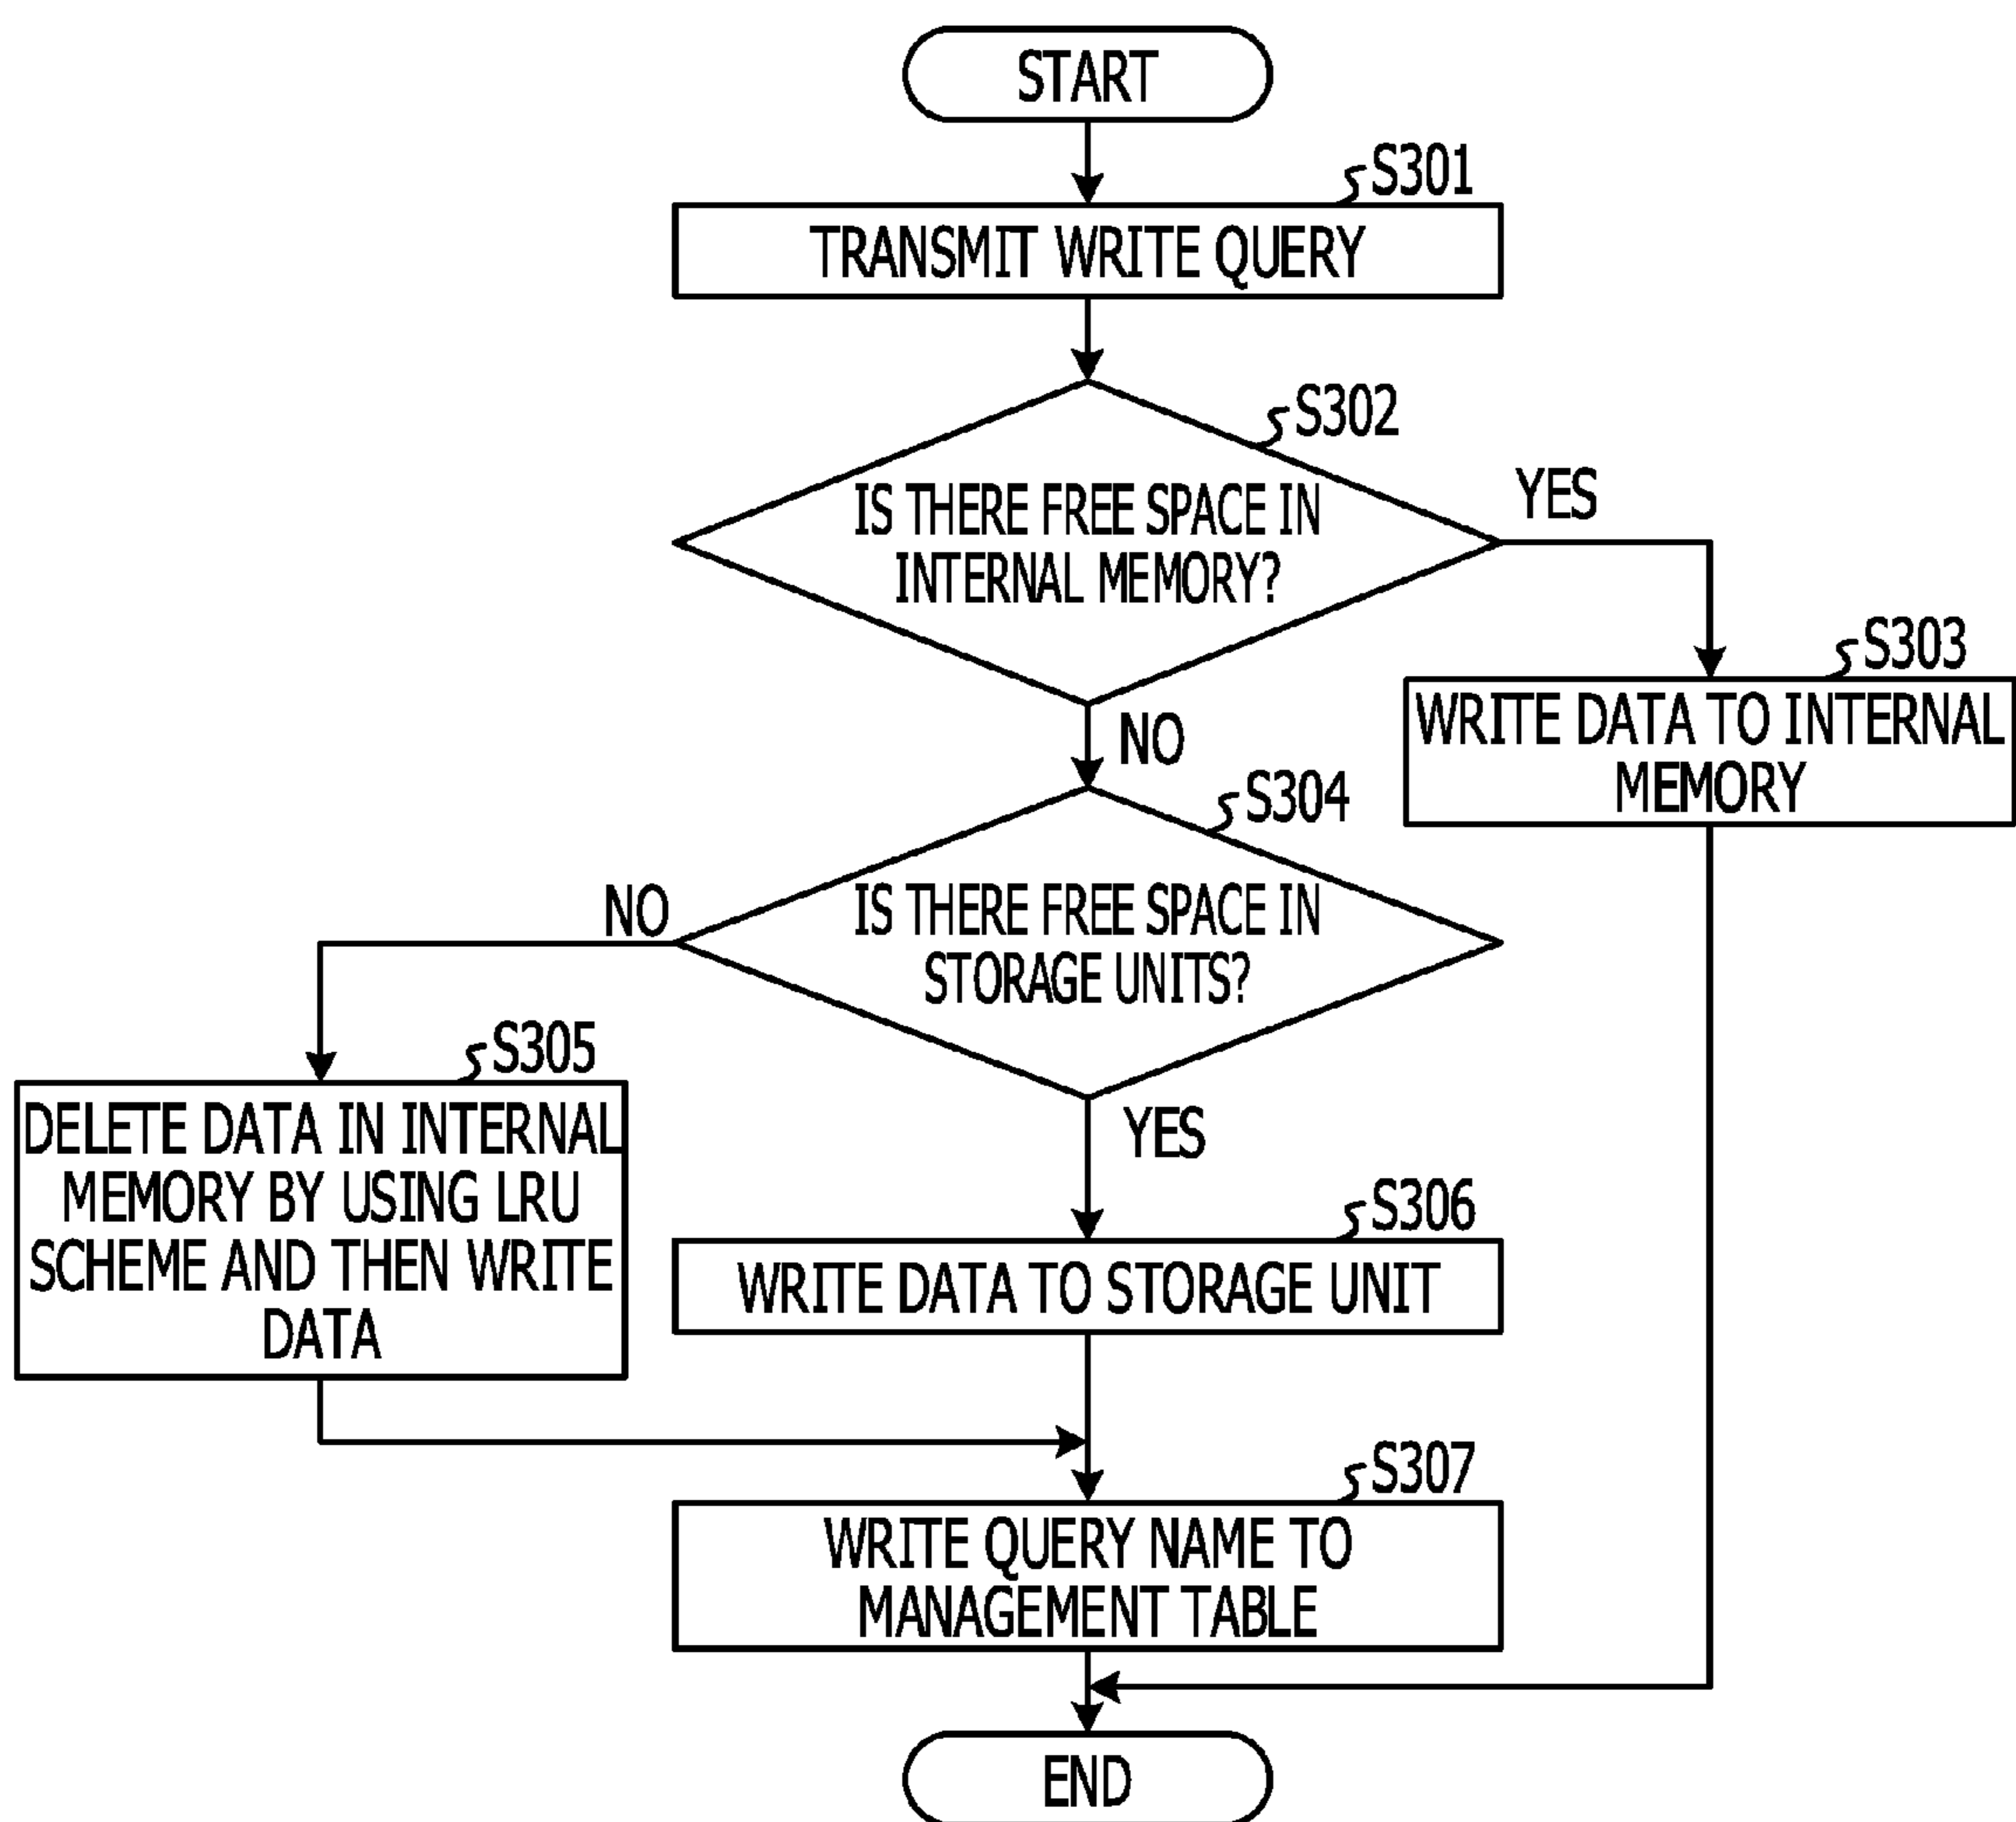 START
S301
TRANSMIT WRITE QUERY
S302
IS THERE FREE SPACE IN
INTERNAL MEMORY?
YES
NO
S303
WRITE DATA TO INTERNAL
MEMORY
S304
IS THERE FREE SPACE IN
STORAGE UNITS?
NO
YES
S305
DELETE DATA IN INTERNAL
MEMORY BY USING LRU
SCHEME AND THEN WRITE
DATA
S306
WRITE DATA TO STORAGE UNIT
S307
WRITE QUERY NAME TO
MANAGEMENT TABLE
END